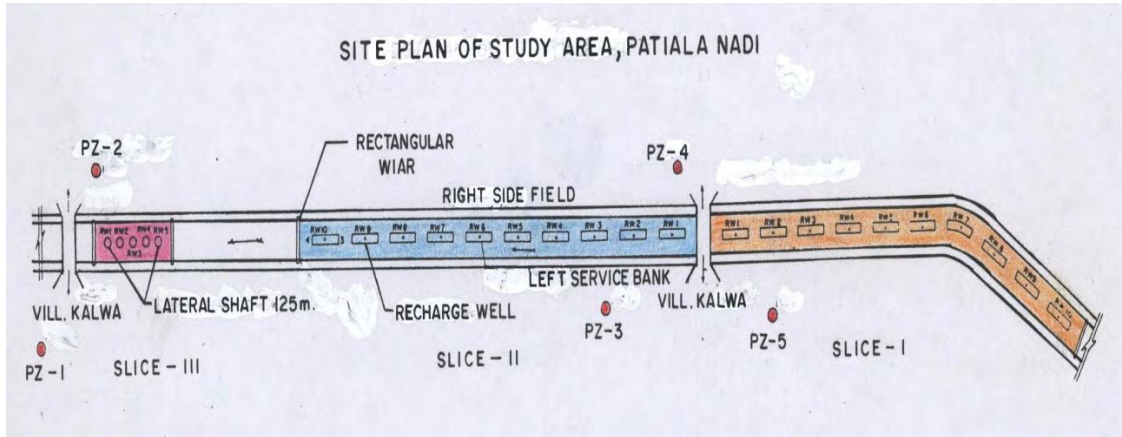 SITE PLAN OF STUDY AREA, PATIALA NADI
PZ-2
RECTANGULAR
WIAR
PZ-4
RIGHT SIDE FIELD
RW1 RW2 RW4 RW5
RW3
RW10 RW9 RW8 RW7 RW6 RW5 RW4 RW3 RW2 RW1
RW1 RW2 RW3 RW4 RW5 RW6 RW7 RW8 RW9
LEFT SERVICE BANK
VILL. KALWA
LATERAL SHAFT 125m.
RECHARGE WELL
PZ-3
VILL. KALWA
PZ-5
PZ-1
SLICE-III
SLICE-II
SLICE-I